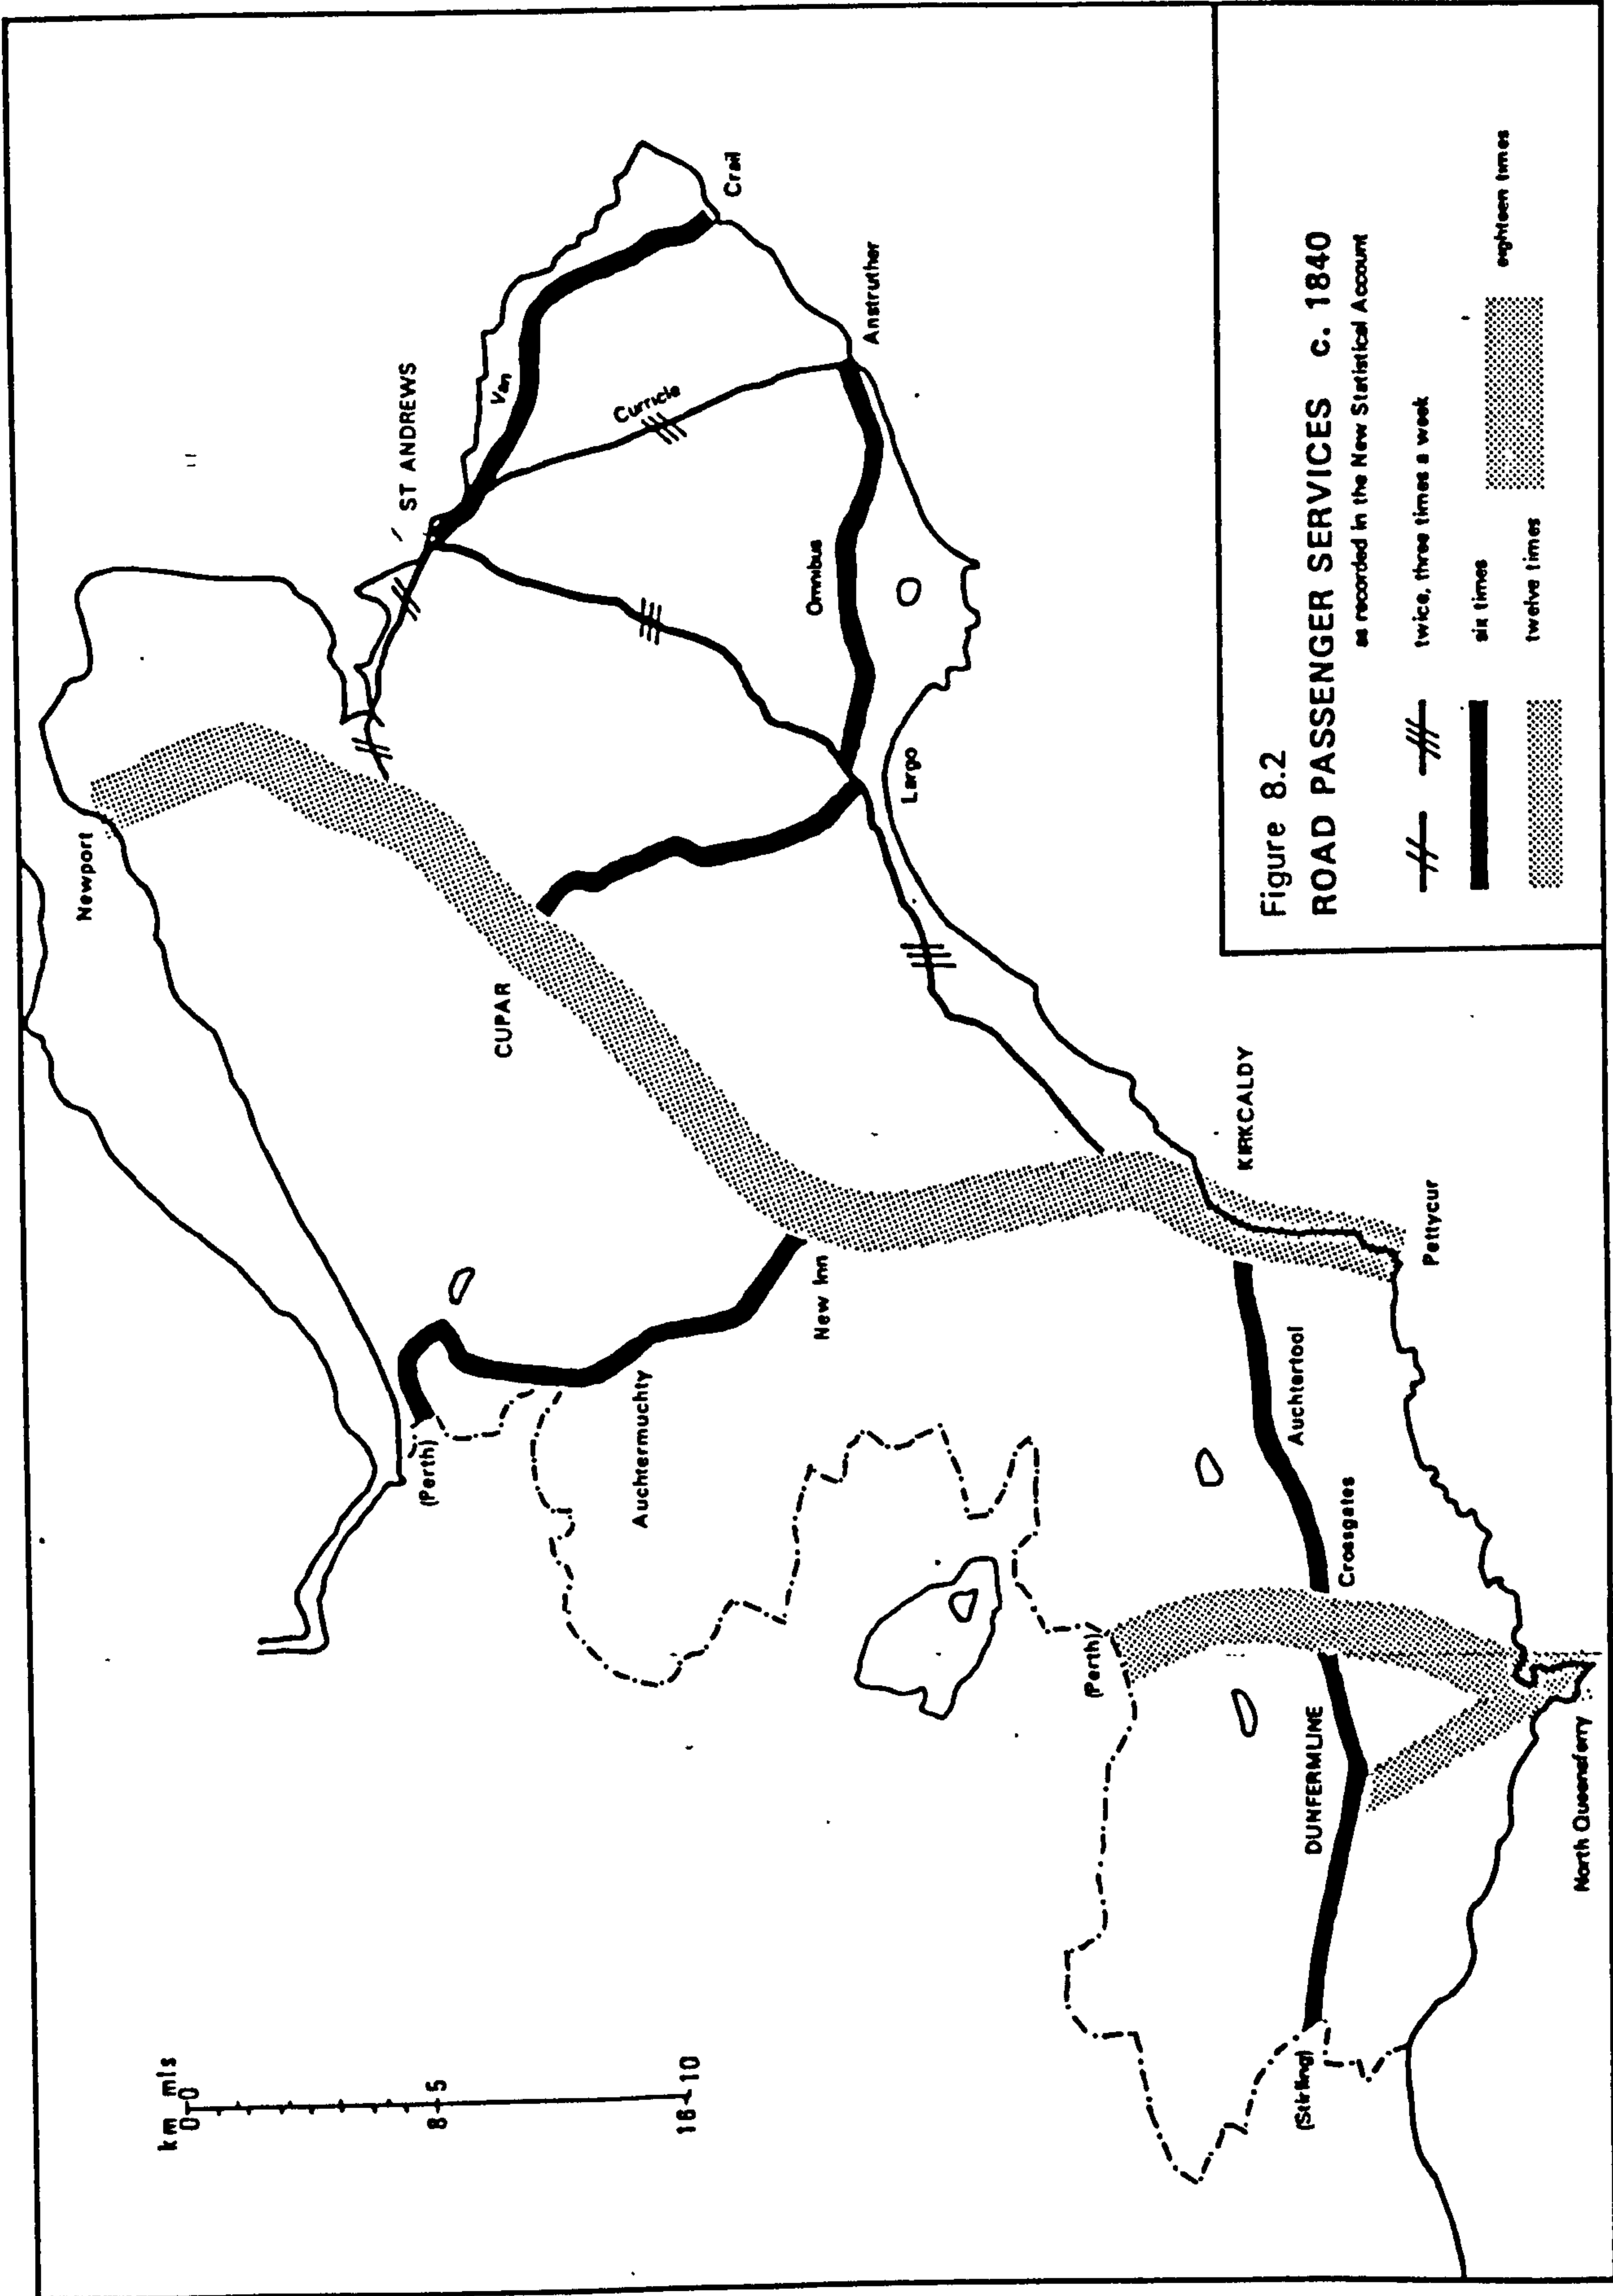 Figure 8.2
ROAD PASSENGER SERVICES c. 1840
as recorded in the New Statistical Account
twice, three times a week
six times
twelve times
eighteen times
km mls
0 0
8 5
16 10
Newport
ST ANDREWS
Van
Crail
Curricle
Anstruther
Omnibus
Largo
CUPAR
(Perth)
Auchtermuchty
New Inn
KIRKCALDY
Pettycur
Auchtertool
Crossgates
(Perth)
DUNFERMLINE
(Stirling)
North Queensferry